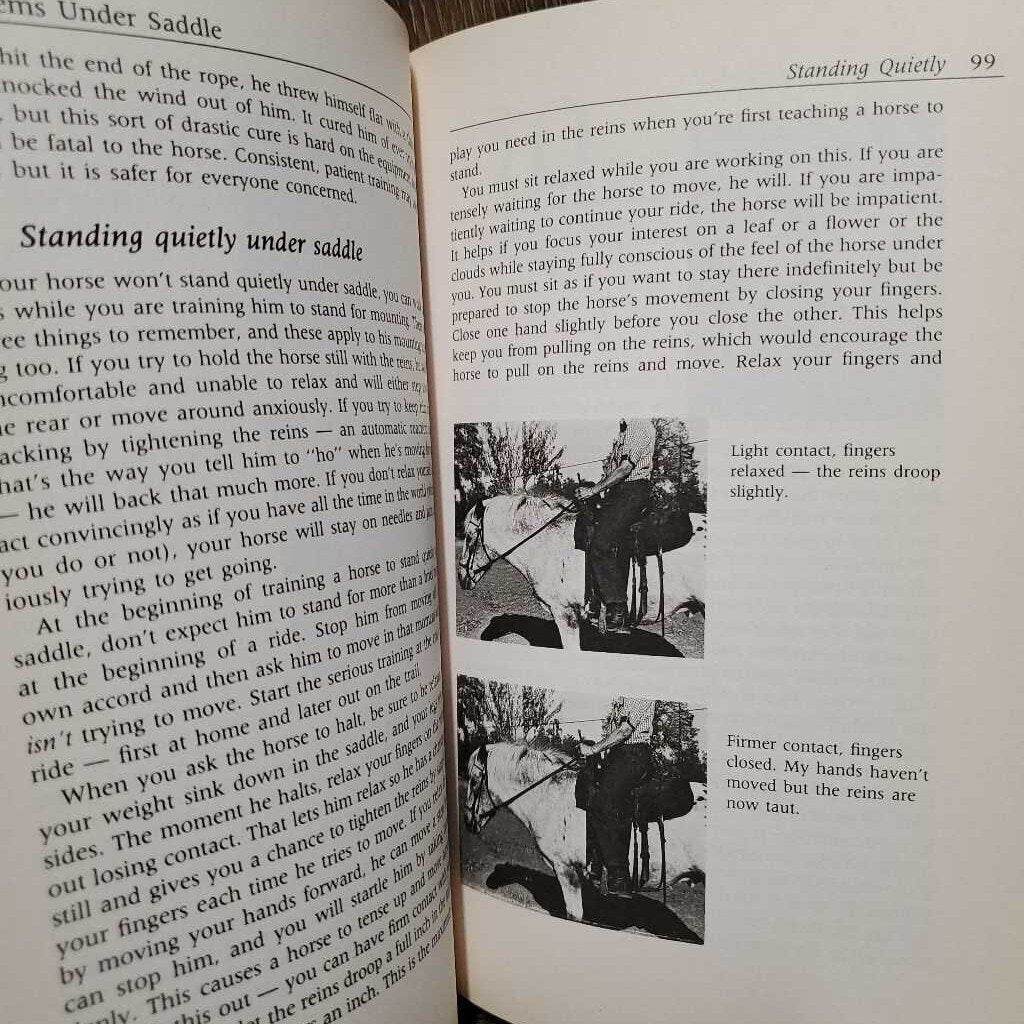 ems Under Saddle
hit the end of the rope, he threw himself flat with a
nocked the wind out of him. It cured him of ever
, but this sort of drastic cure is hard on the equipment
be fatal to the horse. Consistent, patient training may
but it is safer for everyone concerned.
Standing quietly under saddle
our horse won't stand quietly under saddle, you can
s while you are training him to stand for mounting.
ee things to remember, and these apply to his mounting
g too. If you try to hold the horse still with the reins,
ncomfortable and unable to relax and will either
e rear or move around anxiously. If you try to keep
acking by tightening the reins — an automatic
hat's the way you tell him to "ho" when he's moving
— he will back that much more. If you don't relax
act convincingly as if you have all the time in the world
you do or not), your horse will stay on needles and
iously trying to get going.
At the beginning of training a horse to stand
saddle, don't expect him to stand for more than a
at the beginning of a ride. Stop him from moving
own accord and then ask him to move in that
isn't trying to move. Start the serious training at the
ride — first at home and later out on the trail.
When you ask the horse to halt, be sure to be
your weight sink down in the saddle, and your
sides. The moment he halts, relax your fingers
out losing contact. That lets him relax so he has a
still and gives you a chance to tighten the reins by
your fingers each time he tries to move. If you
by moving your hands forward, he can move
can stop him, and you will startle him by taking
This causes a horse to tense up and move
this out — you can have firm contact
the reins droop a full inch in the
an inch. This is the
Standing Quietly 99
play you need in the reins when you're first teaching a horse to
stand.
You must sit relaxed while you are working on this. If you are
tensely waiting for the horse to move, he will. If you are impa-
tiently waiting to continue your ride, the horse will be impatient.
It helps if you focus your interest on a leaf or a flower or the
clouds while staying fully conscious of the feel of the horse under
you. You must sit as if you want to stay there indefinitely but be
prepared to stop the horse's movement by closing your fingers.
Close one hand slightly before you close the other. This helps
keep you from pulling on the reins, which would encourage the
horse to pull on the reins and move. Relax your fingers and
Light contact, fingers
relaxed — the reins droop
slightly.
Firmer contact, fingers
closed. My hands haven't
moved but the reins are
now taut.